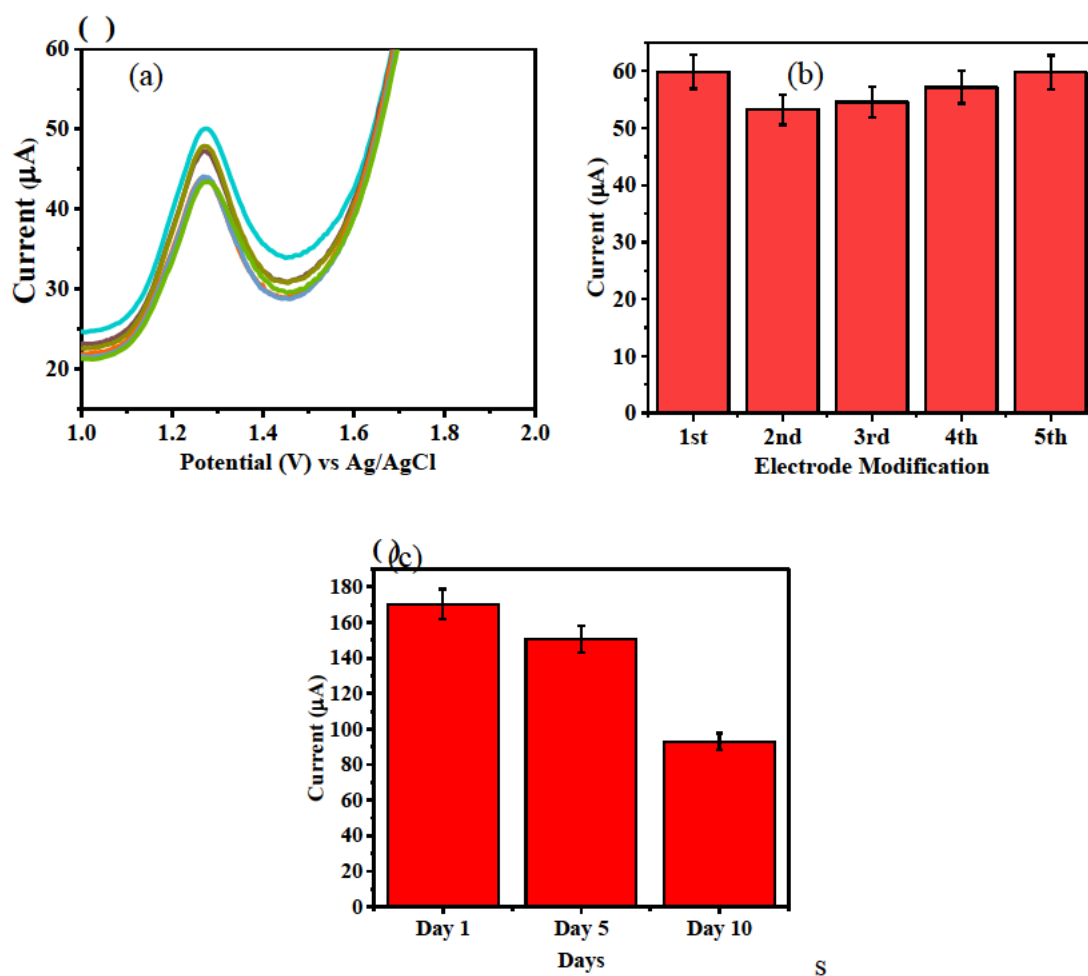 ( )
(a)
60
50
40
30
20
Current (µA)
1.0 1.2 1.4 1.6 1.8 2.0
Potential (V) vs Ag/AgCl
(b)
60
50
40
30
20
10
0
Current (µA)
1st 2nd 3rd 4th 5th
Electrode Modification
( )
(c)
180
160
140
120
100
80
60
40
20
0
Current (µA)
Day 1 Day 5 Day 10
Days
s